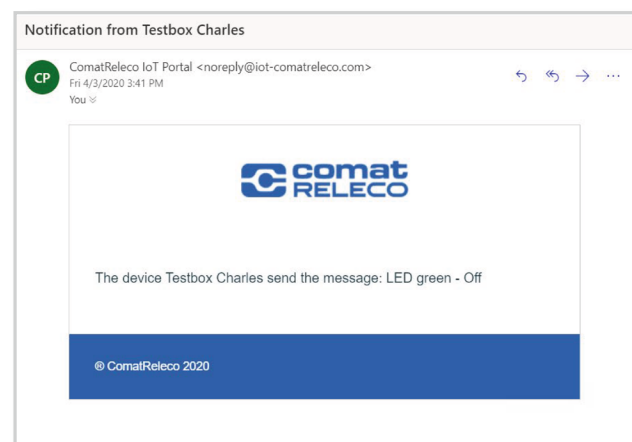 Notification from Testbox Charles
CP
ComatReleco IoT Portal <noreply@iot-comatreleco.com>
Fri 4/3/2020 3:41 PM
You
comat
RELECO
The device Testbox Charles send the message: LED green - Off
® ComatReleco 2020